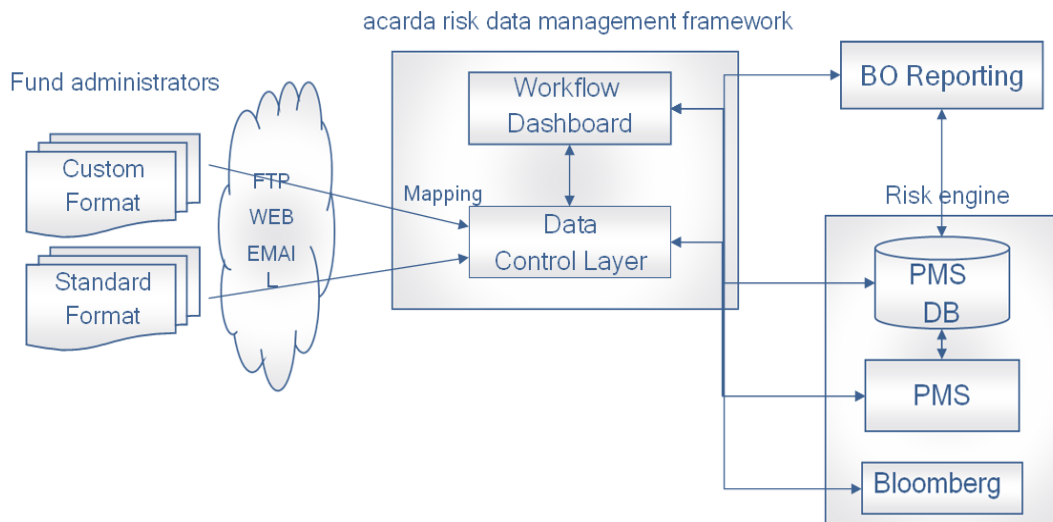 acarda risk data management framework
Fund administrators
Custom
Format
Standard
Format
FTP
WEB
EMAI
L
Mapping
Workflow
Dashboard
Data
Control Layer
BO Reporting
Risk engine
PMS
DB
PMS
Bloomberg